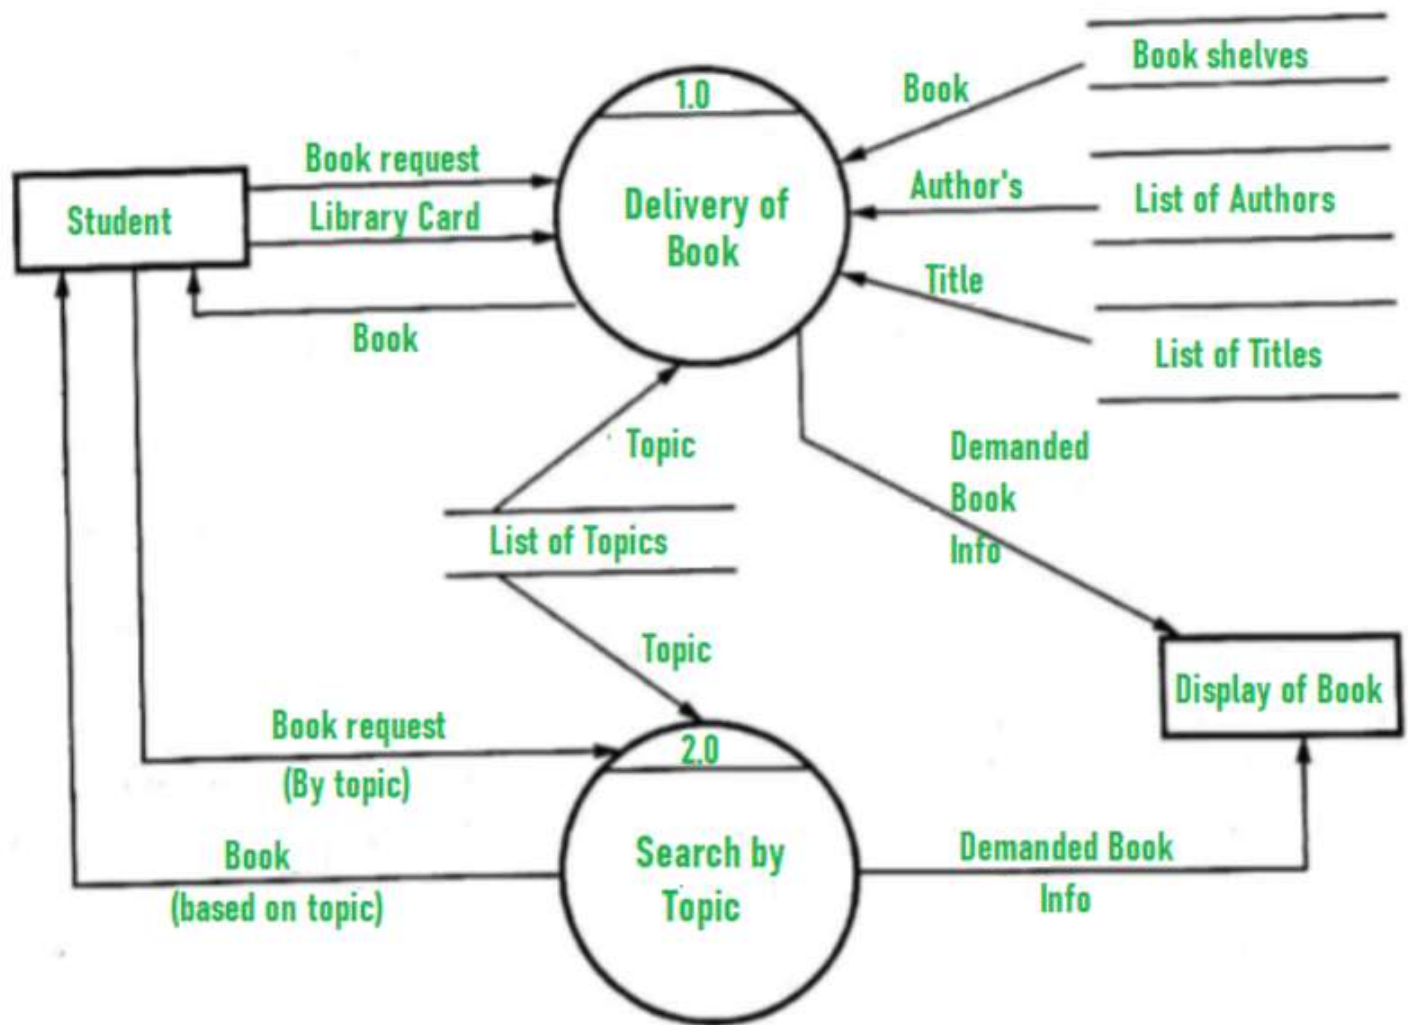 Book shelves
1.0
Book
Book request
Author's
List of Authors
Delivery of
Book
Student
Library Card
Title
Book
List of Titles
Topic
Demanded
Book
Info
List of Topics
Topic
Display of Book
Book request
(By topic)
2.0
Search by
Topic
Book
(based on topic)
Demanded Book
Info